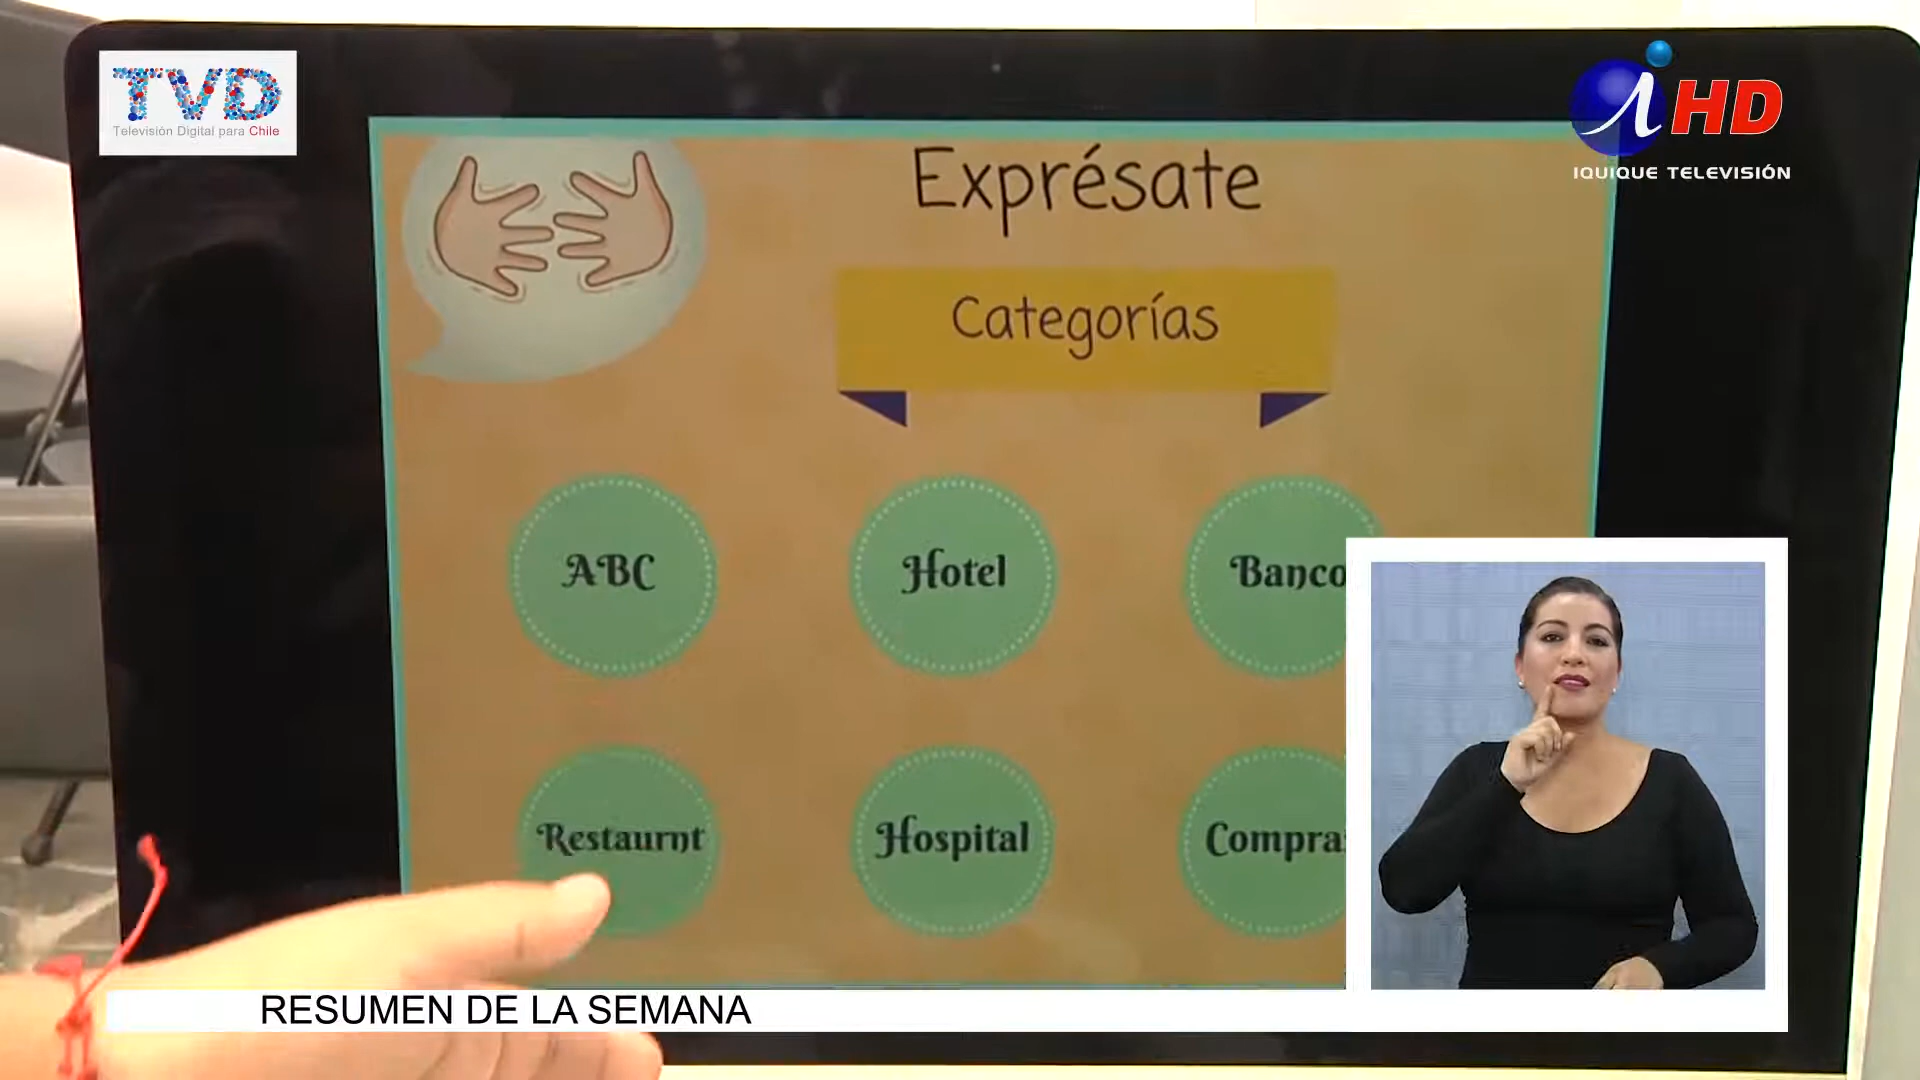 TVD
Televisión Digital para Chile
iHD
IQUIQUE TELEVISIÓN
Exprésate
Categorías
ABC
Hotel
Banco
Restaurnt
Hospital
Compra
RESUMEN DE LA SEMANA